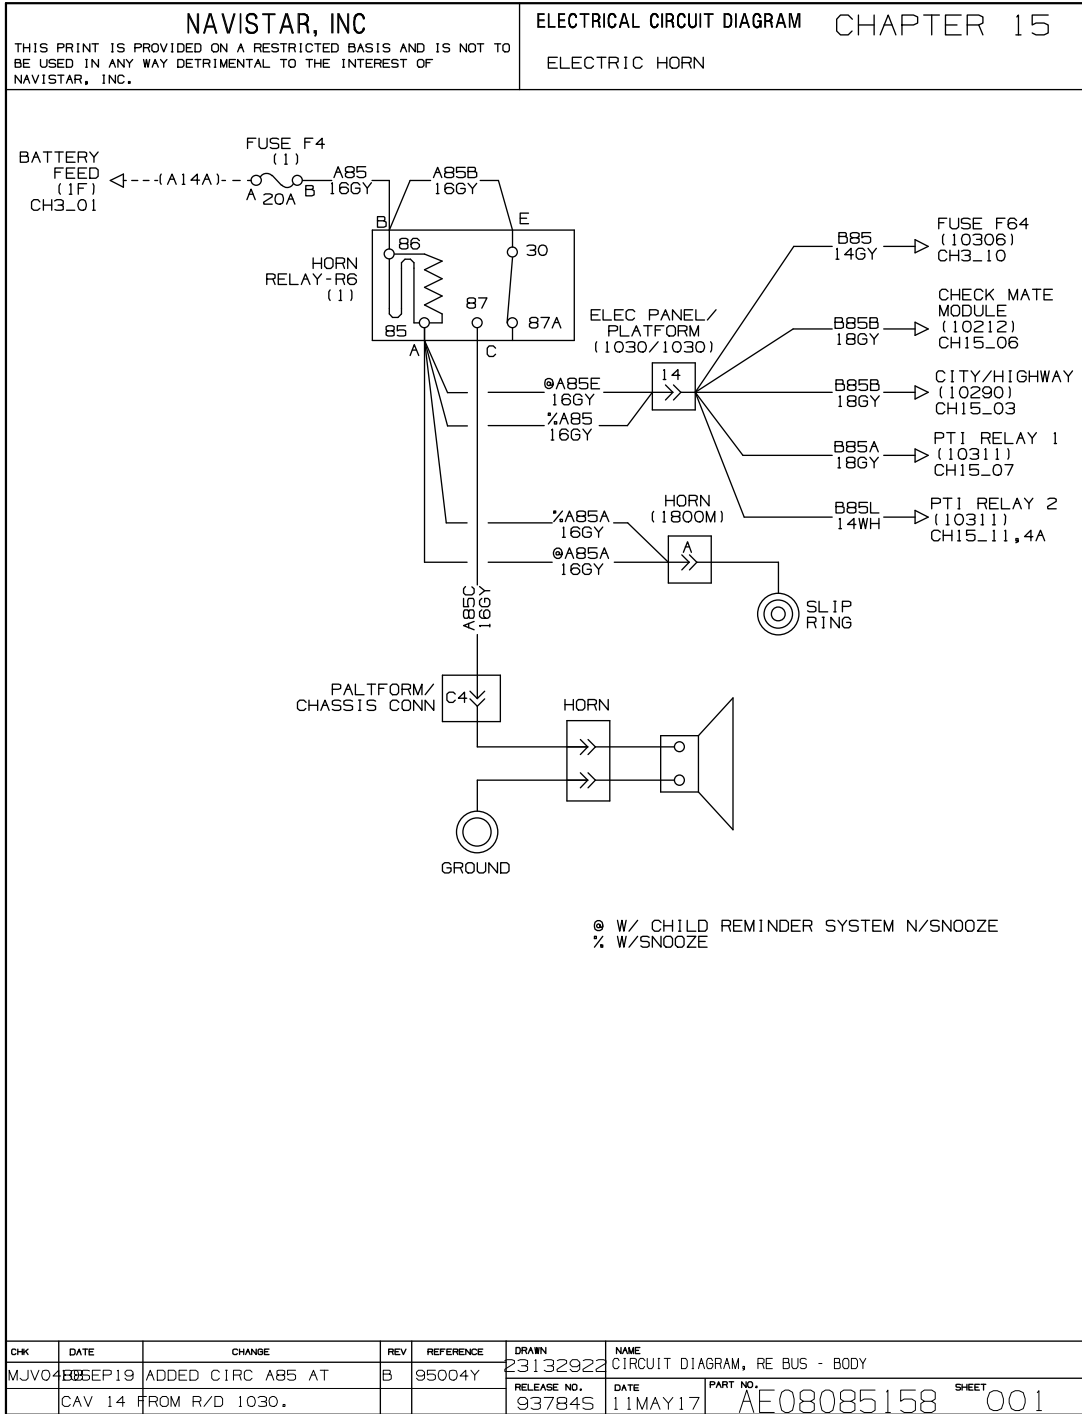 NAVISTAR, INC
THIS PRINT IS PROVIDED ON A RESTRICTED BASIS AND IS NOT TO
BE USED IN ANY WAY DETRIMENTAL TO THE INTEREST OF
NAVISTAR, INC.
ELECTRICAL CIRCUIT DIAGRAM CHAPTER 15
ELECTRIC HORN
BATTERY
FEED
(1F)
CH3_01
(A14A)
FUSE F4
(1)
A 20A B
A85
16GY
A85B
16GY
B
E
HORN
RELAY-R6
(1)
86
30
87
85
87A
A
C
ELEC PANEL/
PLATFORM
(1030/1030)
14
@A85E
16GY
%A85
16GY
B85
14GY
FUSE F64
(10306)
CH3_10
B85B
18GY
CHECK MATE
MODULE
(10212)
CH15_06
B85B
18GY
CITY/HIGHWAY
(10290)
CH15_03
B85A
18GY
PTI RELAY 1
(10311)
CH15_07
B85L
14WH
PTI RELAY 2
(10311)
CH15_11,4A
%A85A
16GY
@A85A
16GY
HORN
(1800M)
A
SLIP
RING
A85C
16GY
PALTFORM/
CHASSIS CONN
C4
HORN
GROUND
@ W/ CHILD REMINDER SYSTEM N/SNOOZE
% W/SNOOZE
CHK DATE CHANGE REV REFERENCE
ADDED CIRC A85 AT B 95004Y
CAV 14 FROM R/D 1030.
DRAWN
23132922
NAME
CIRCUIT DIAGRAM, RE BUS - BODY
RELEASE NO.
93784S
DATE
11MAY17
PART NO.
AE08085158
SHEET
001